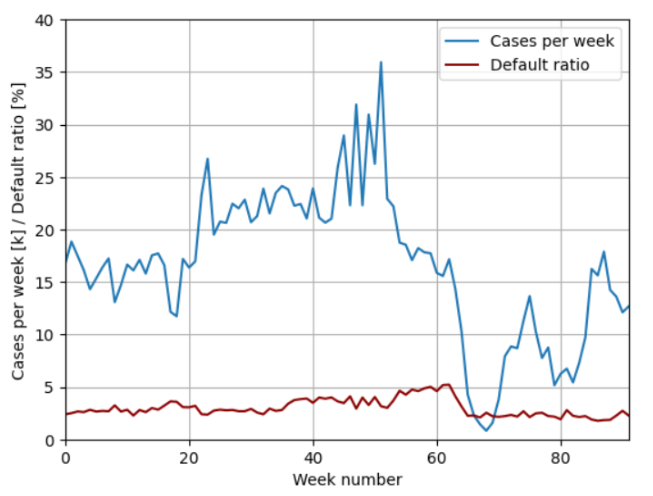 40
35
30
25
20
15
10
5
0
Cases per week [k] / Default ratio [%]
Cases per week
Default ratio
0 20 40 60 80
Week number